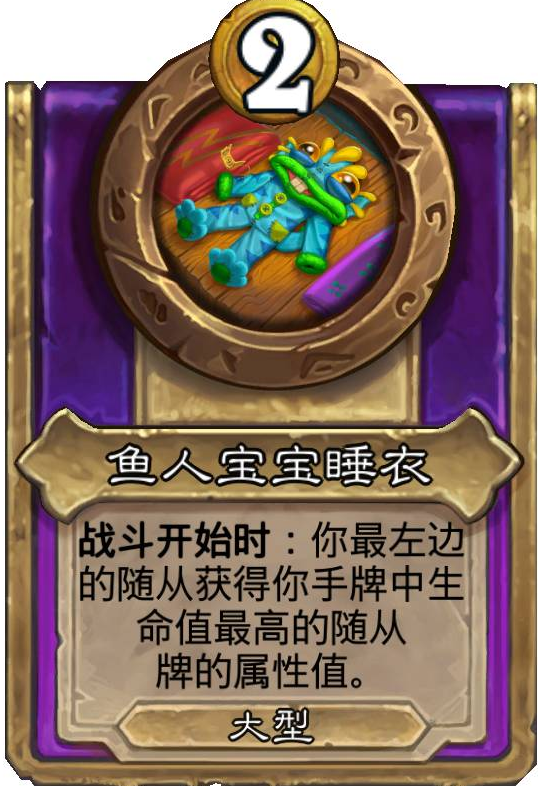 2
鱼人宝宝睡衣
战斗开始时：你最左边
的随从获得你手牌中生
命值最高的随从
牌的属性值。
大型